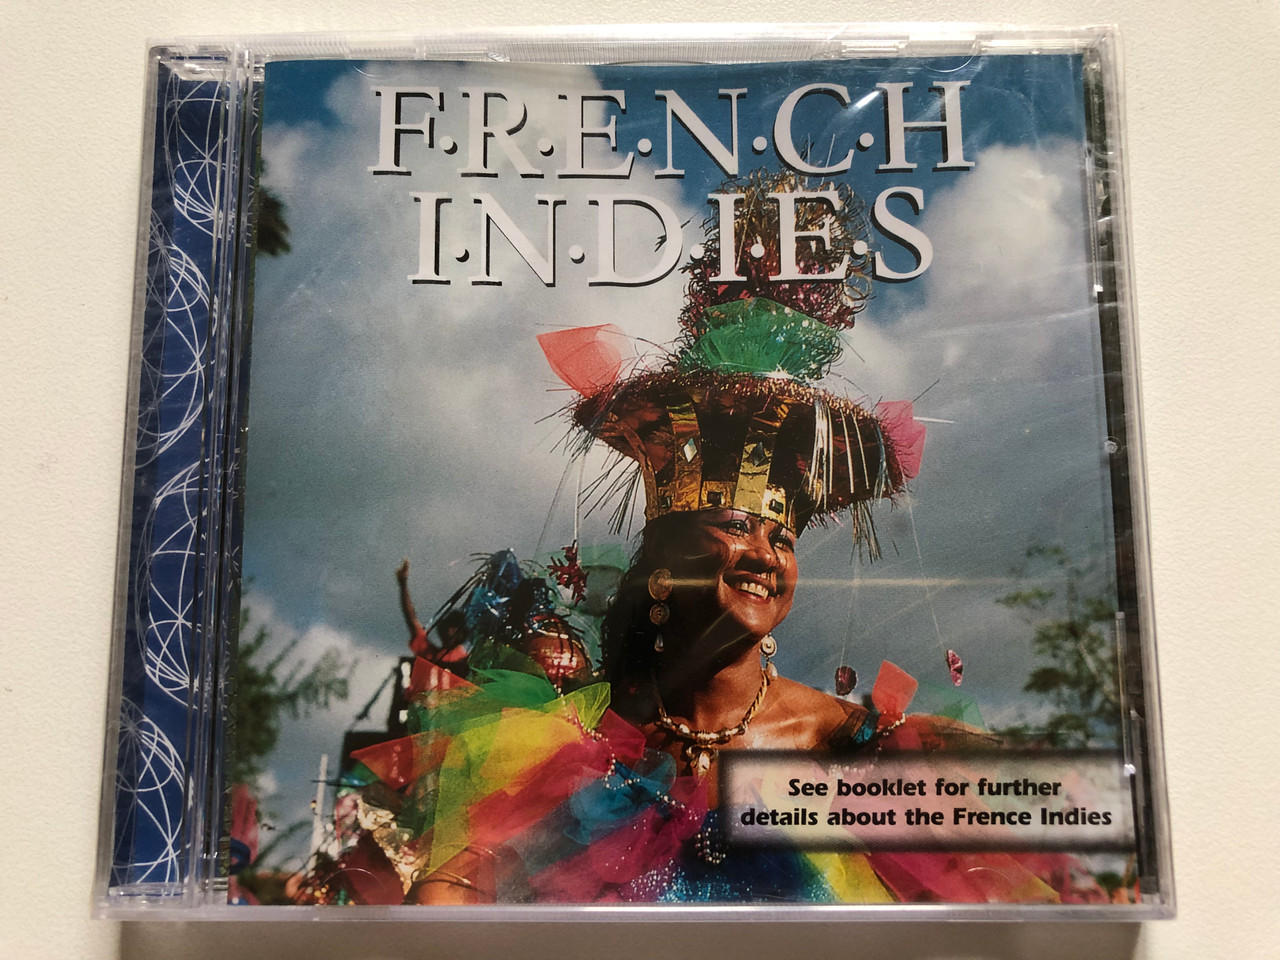 F·R·E·N·C·H
I·N·D·I·E·S
See booklet for further
details about the Frence Indies